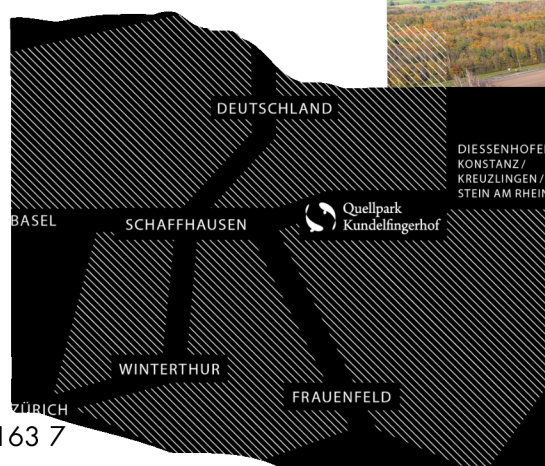 DEUTSCHLAND
DIESSENHOFEN
KONSTANZ /
KREUZLINGEN /
STEIN AM RHEIN
BASEL
SCHAFFHAUSEN
Quellpark
Kundelfingerhof
WINTERTHUR
FRAUENFELD
ZÜRICH
163 7